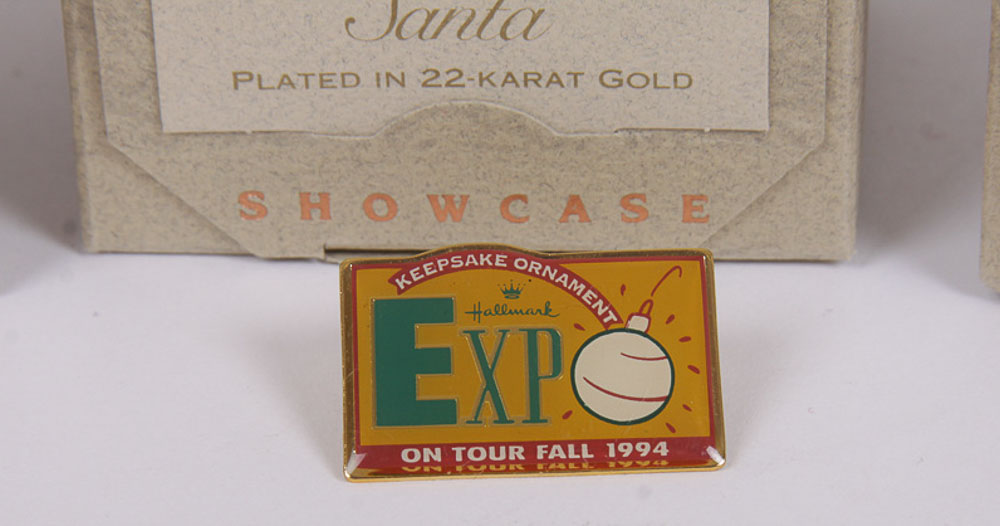 Santa
PLATED IN 22-KARAT GOLD
SHOWCASE
KEEPSAKE ORNAMENT
Hallmark
EXPO
ON TOUR FALL 1994